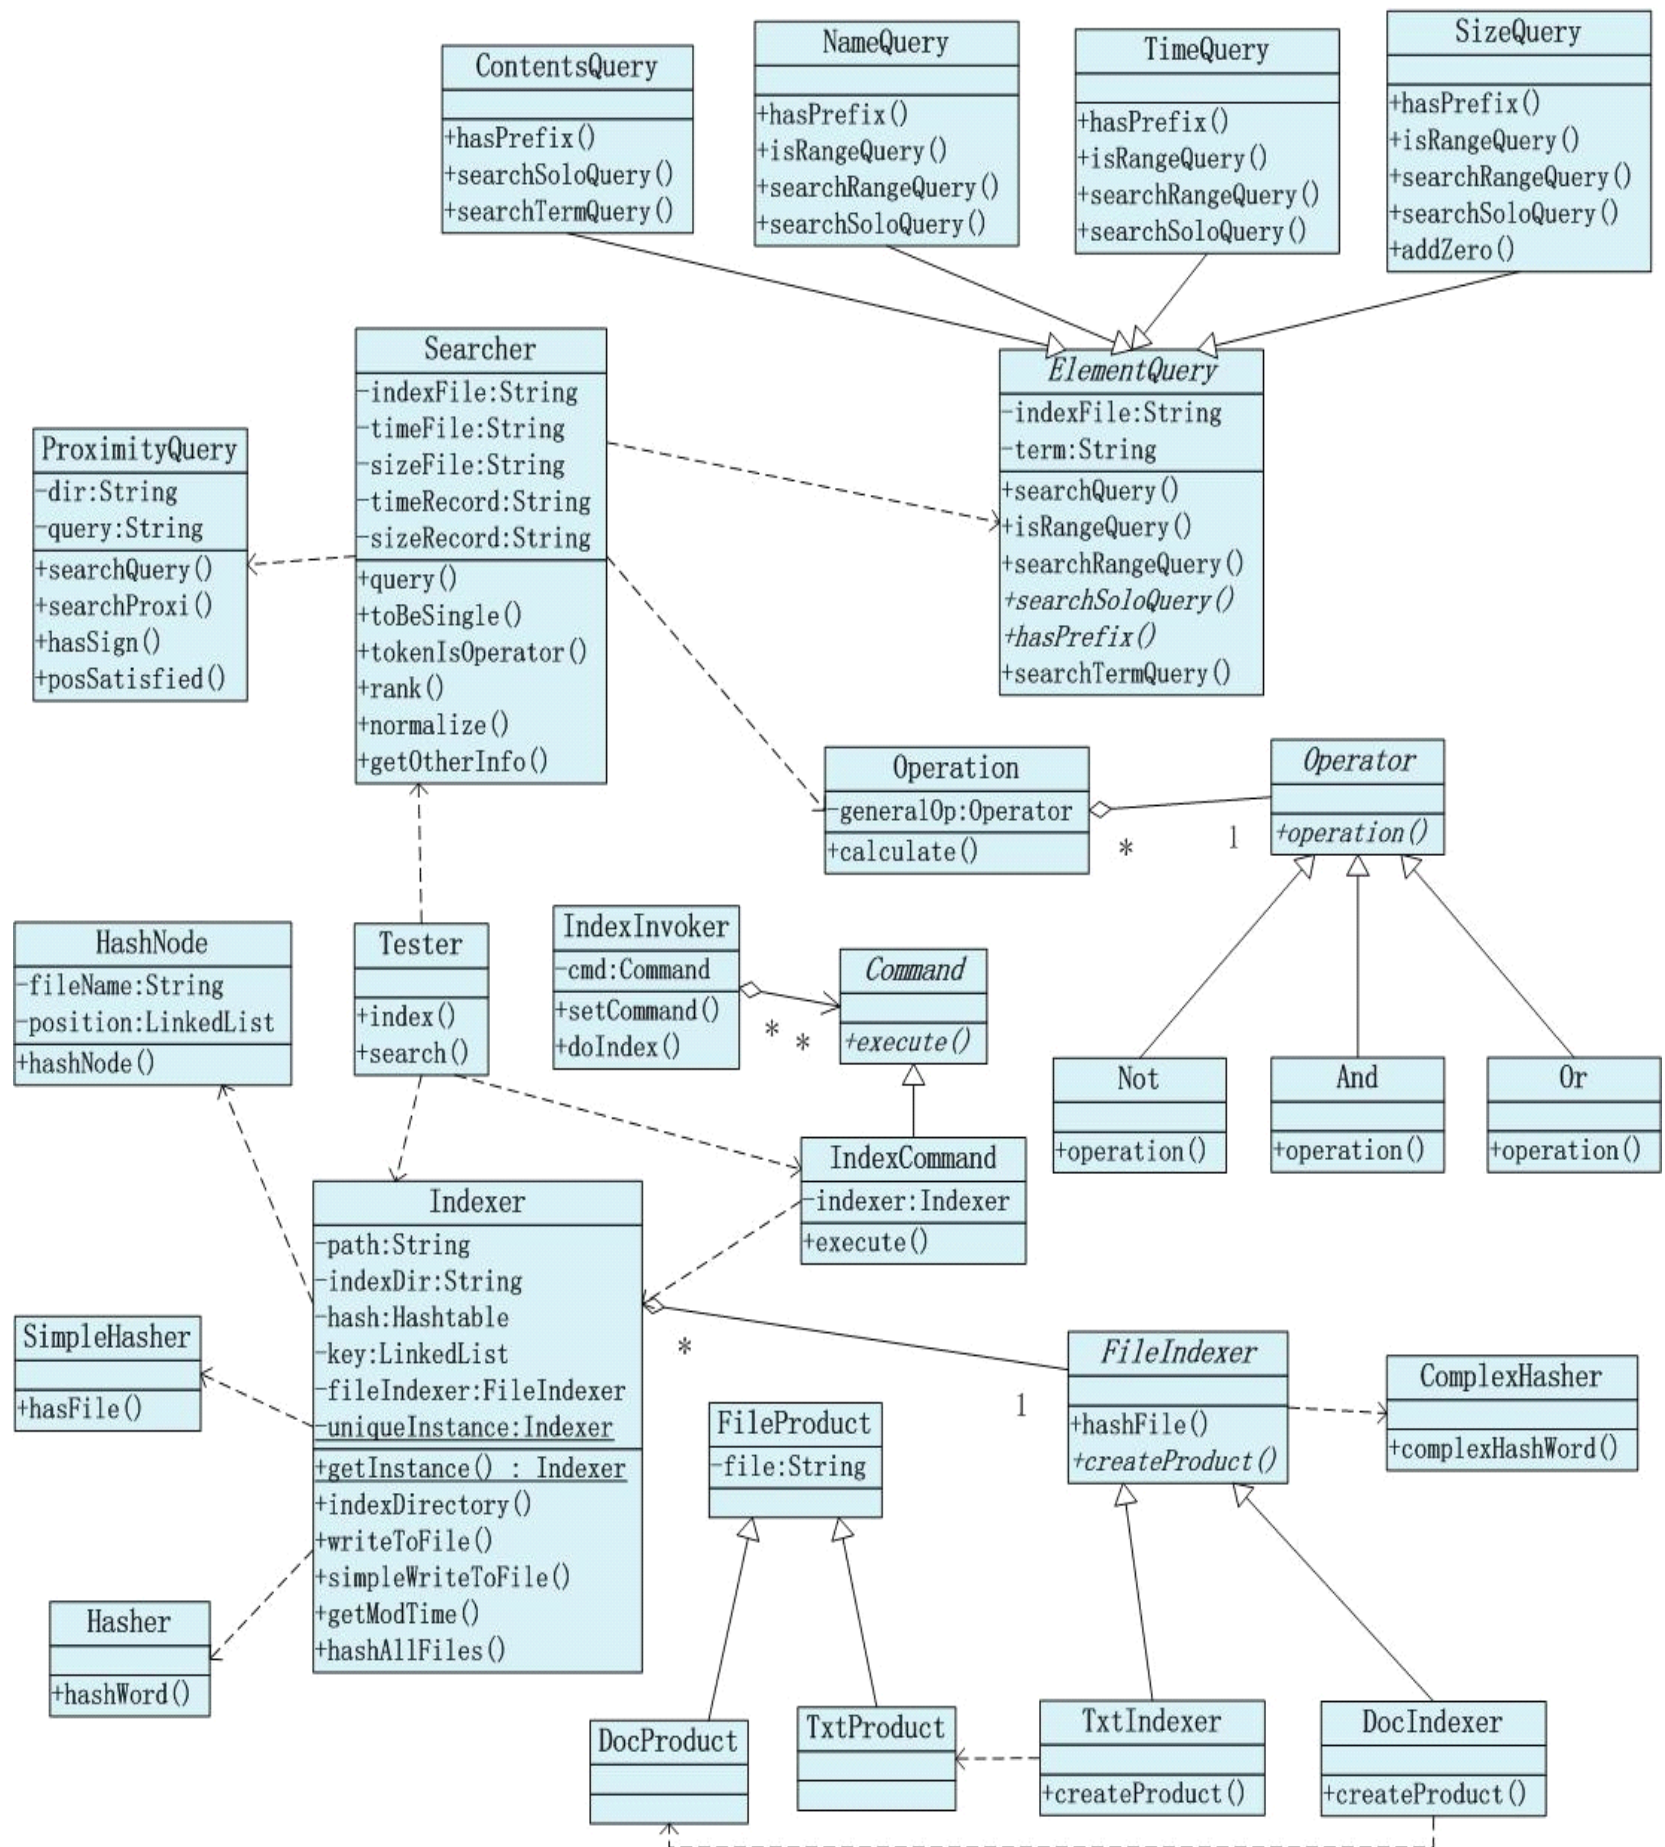 ContentsQuery
+hasPrefix()
+searchSoloQuery()
+searchTermQuery()
NameQuery
+hasPrefix()
+isRangeQuery()
+searchRangeQuery()
+searchSoloQuery()
TimeQuery
+hasPrefix()
+isRangeQuery()
+searchRangeQuery()
+searchSoloQuery()
SizeQuery
+hasPrefix()
+isRangeQuery()
+searchRangeQuery()
+searchSoloQuery()
+addZero()
Searcher
-indexFile:String
-timeFile:String
-sizeFile:String
-timeRecord:String
-sizeRecord:String
+query()
+toBeSingle()
+tokenIsOperator()
+rank()
+normalize()
+getOtherInfo()
ElementQuery
-indexFile:String
-term:String
+searchQuery()
+isRangeQuery()
+searchRangeQuery()
+searchSoloQuery()
+hasPrefix()
+searchTermQuery()
ProximityQuery
-dir:String
-query:String
+searchQuery()
+searchProxi()
+hasSign()
+posSatisfied()
Operation
-generalOp:Operator
+calculate()
* 1
Operator
+operation()
HashNode
-fileName:String
-position:LinkedList
+hashNode()
Tester
+index()
+search()
IndexInvoker
-cmd:Command
+setCommand()
+doIndex()
* *
Command
+execute()
Not
+operation()
And
+operation()
Or
+operation()
IndexCommand
-indexer:Indexer
+execute()
Indexer
-path:String
-indexDir:String
-hash:Hashtable
-key:LinkedList
-fileIndexer:FileIndexer
-uniqueInstance:Indexer
+getInstance() : Indexer
+indexDirectory()
+writeToFile()
+simpleWriteToFile()
+getModTime()
+hashAllFiles()
* 1
SimpleHasher
+hasFile()
FileIndexer
+hashFile()
+createProduct()
ComplexHasher
+complexHashWord()
FileProduct
-file:String
Hasher
+hashWord()
DocProduct
TxtProduct
TxtIndexer
+createProduct()
DocIndexer
+createProduct()